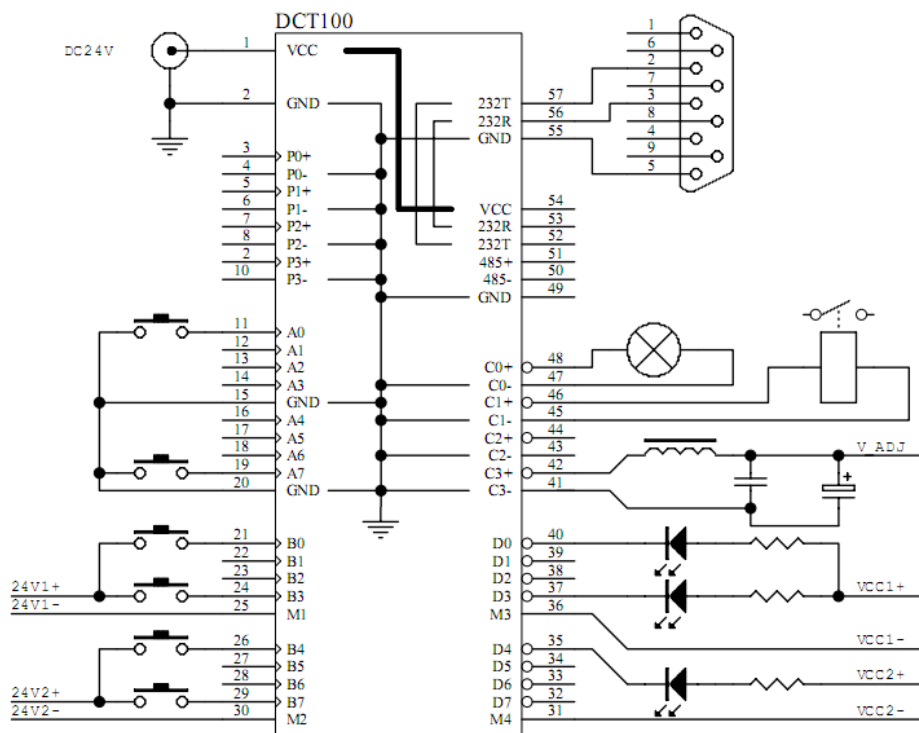 DCT100
DC24V
1 VCC
2 GND
3 P0+
4 P0-
5 P1+
6 P1-
7 P2+
8 P2-
2 P3+
10 P3-
11 A0
12 A1
13 A2
14 A3
15 GND
16 A4
17 A5
18 A6
19 A7
20 GND
21 B0
22 B1
23 B2
24 B3
25 M1
26 B4
27 B5
28 B6
29 B7
30 M2
24V1+
24V1-
24V2+
24V2-
232T 57
232R 56
GND 55
VCC 54
232R 53
232T 52
485+ 51
485- 50
GND 49
C0+ 48
C0- 47
C1+ 46
C1- 45
C2+ 44
C2- 43
C3+ 42
C3- 41
D0 40
D1 39
D2 38
D3 37
M3 36
D4 35
D5 34
D6 33
D7 32
M4 31
1
6
2
7
3
8
4
9
5
V_ADJ
+
VCC1+
VCC1-
VCC2+
VCC2-